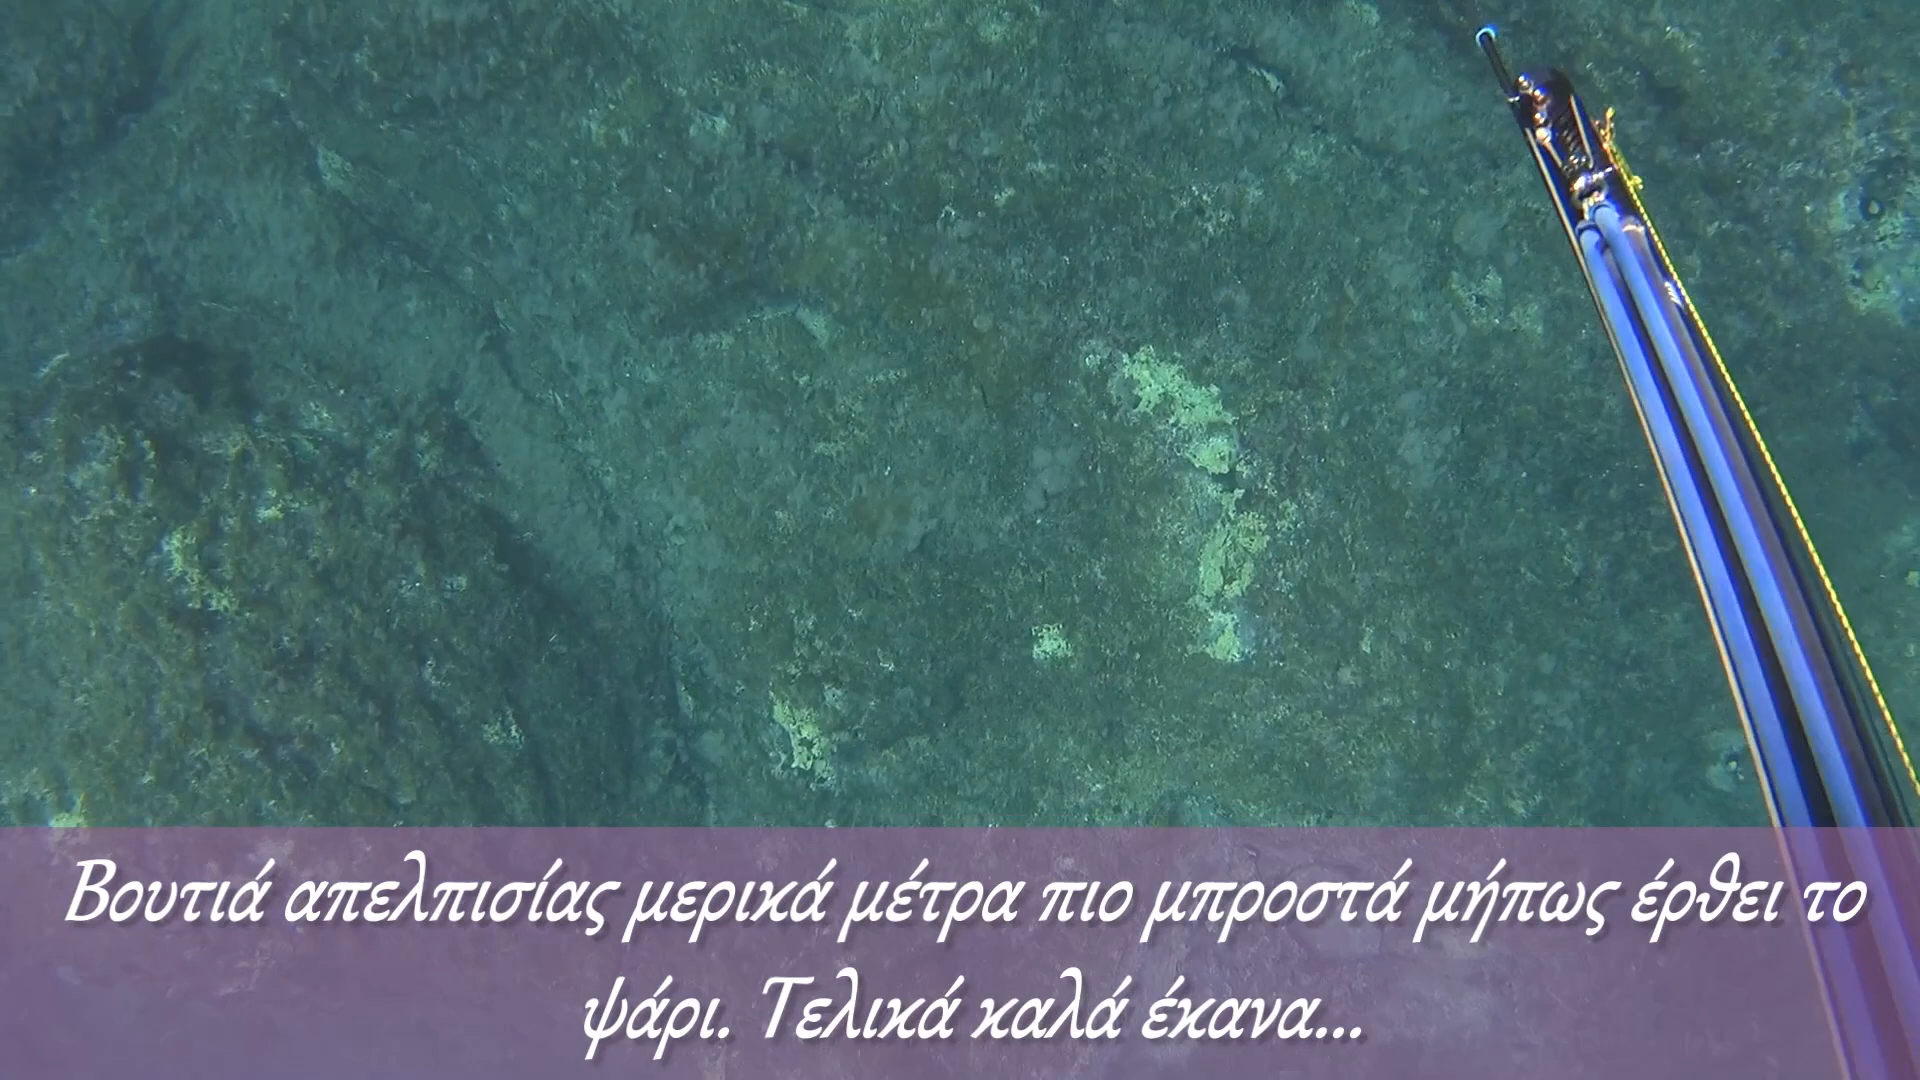 Βουτιά απελπισίας μερικά μέτρα πιο μπροστά μήπως έρθει το
ψάρι. Τελικά καλά έκανα...